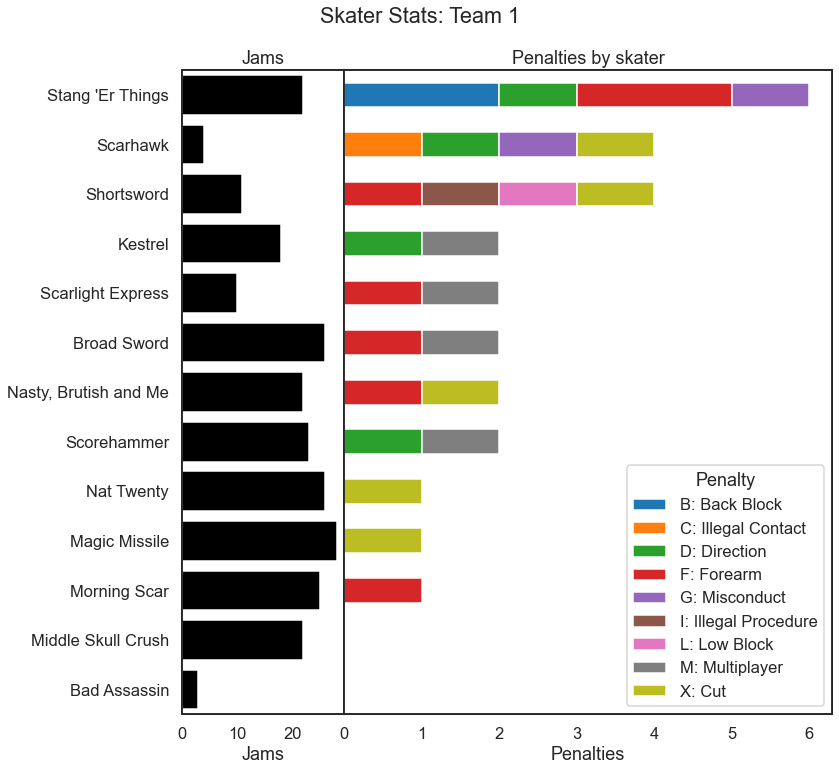 Skater Stats: Team 1
Jams
Penalties by skater
Stang 'Er Things
Scarhawk
Shortsword
Kestrel
Scarlight Express
Broad Sword
Nasty, Brutish and Me
Scorehammer
Nat Twenty
Magic Missile
Morning Scar
Middle Skull Crush
Bad Assassin
Penalty
B: Back Block
C: Illegal Contact
D: Direction
F: Forearm
G: Misconduct
I: Illegal Procedure
L: Low Block
M: Multiplayer
X: Cut
0 10 20
0 1 2 3 4 5 6
Jams
Penalties